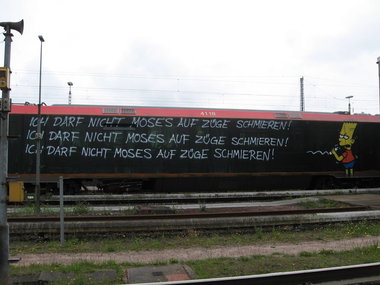 4210
ICH DARF NICHT "MOSES" AUF ZÜGE SCHMIEREN!
ICH DARF NICHT MOSES AUF ZÜGE SCHMIEREN!
ICH DARF NICHT MOSES AUF ZÜGE SCHMIEREN!